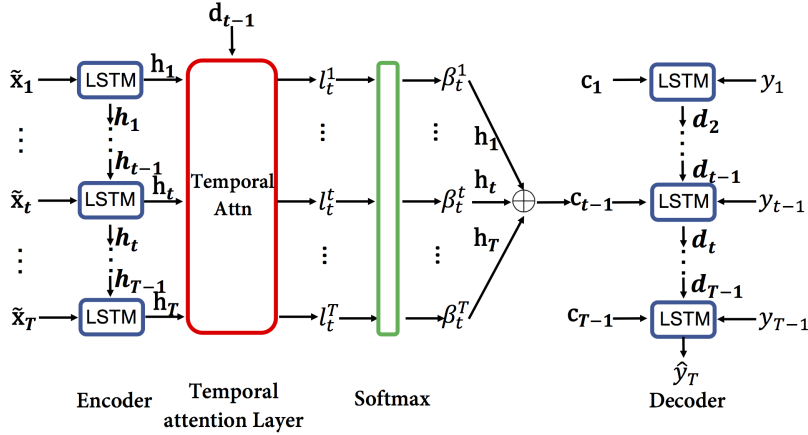 d_{t−1}
x̃_1 LSTM h_1 l_t^1 β_t^1 c_1 LSTM y_1
h_1 h_1 d_2
⋮ ⋮ ⋮ ⋮ ⋮
h_{t−1} d_{t−1}
x̃_t LSTM h_t Temporal l_t^t β_t^t h_t c_{t−1} LSTM y_{t−1}
Attn
h_t h_T d_t
⋮ ⋮ ⋮ ⋮ ⋮
h_{T−1} d_{T−1}
x̃_T LSTM h_T l_t^T β_t^T c_{T−1} LSTM y_{T−1}
ŷ_T
Encoder Temporal Softmax Decoder
attention Layer